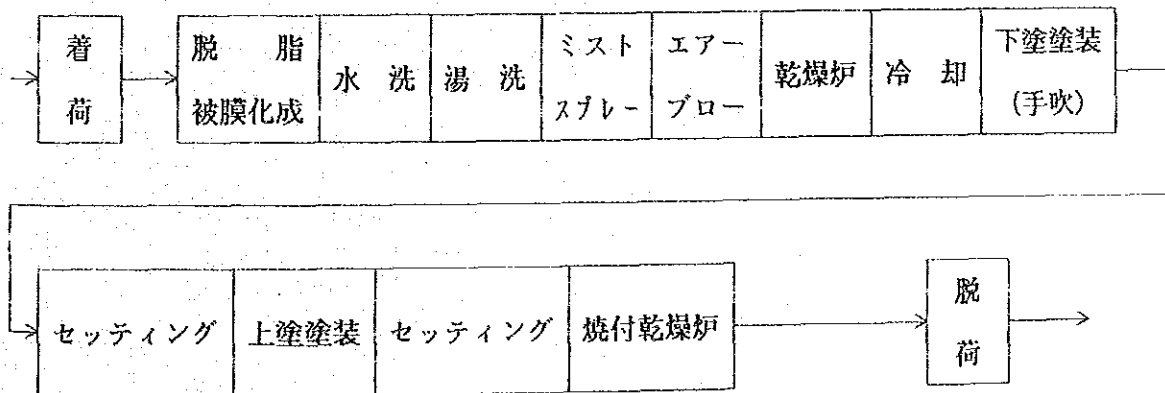 着荷
脱脂
被膜化成
水洗
湯洗
ミスト
スプレー
エアー
ブロー
乾燥炉
冷却
下塗塗装
(手吹)
セッティング
上塗塗装
セッティング
焼付乾燥炉
脱荷